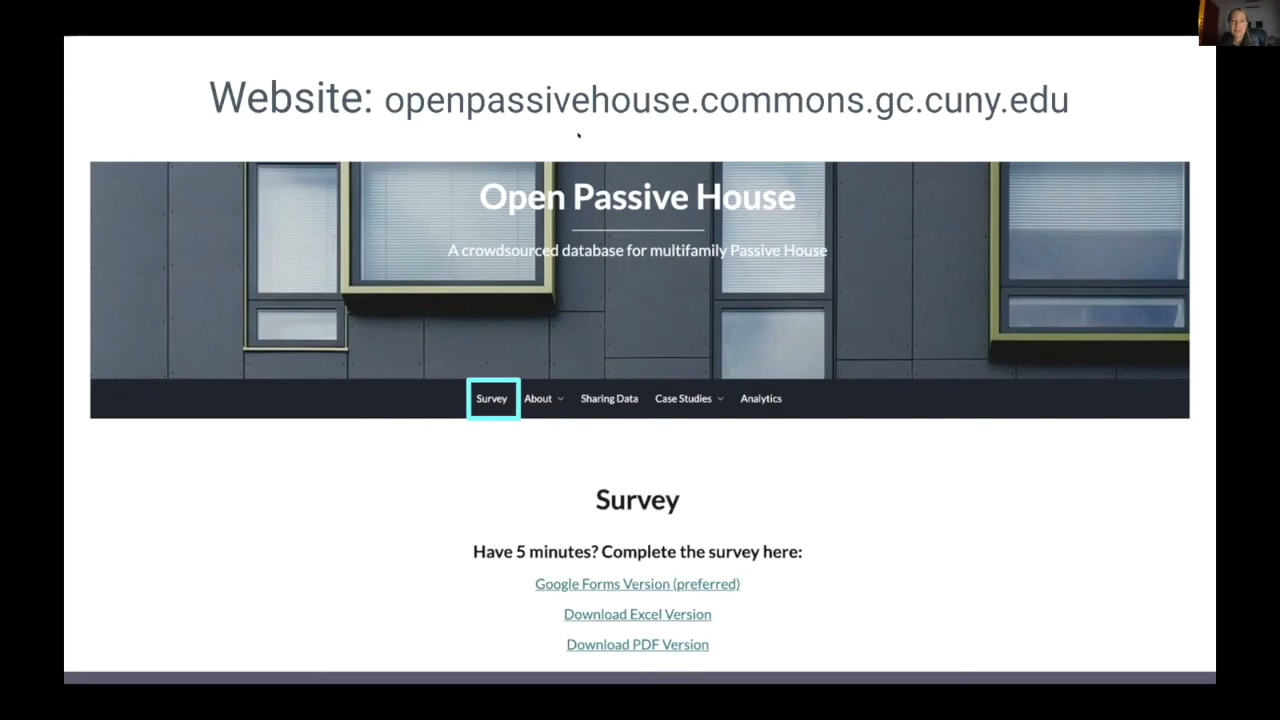 Website: openpassivehouse.commons.gc.cuny.edu
Open Passive House
A crowdsourced database for multifamily Passive House
Survey About Sharing Data Case Studies Analytics
Survey
Have 5 minutes? Complete the survey here:
Google Forms Version (preferred)
Download Excel Version
Download PDF Version